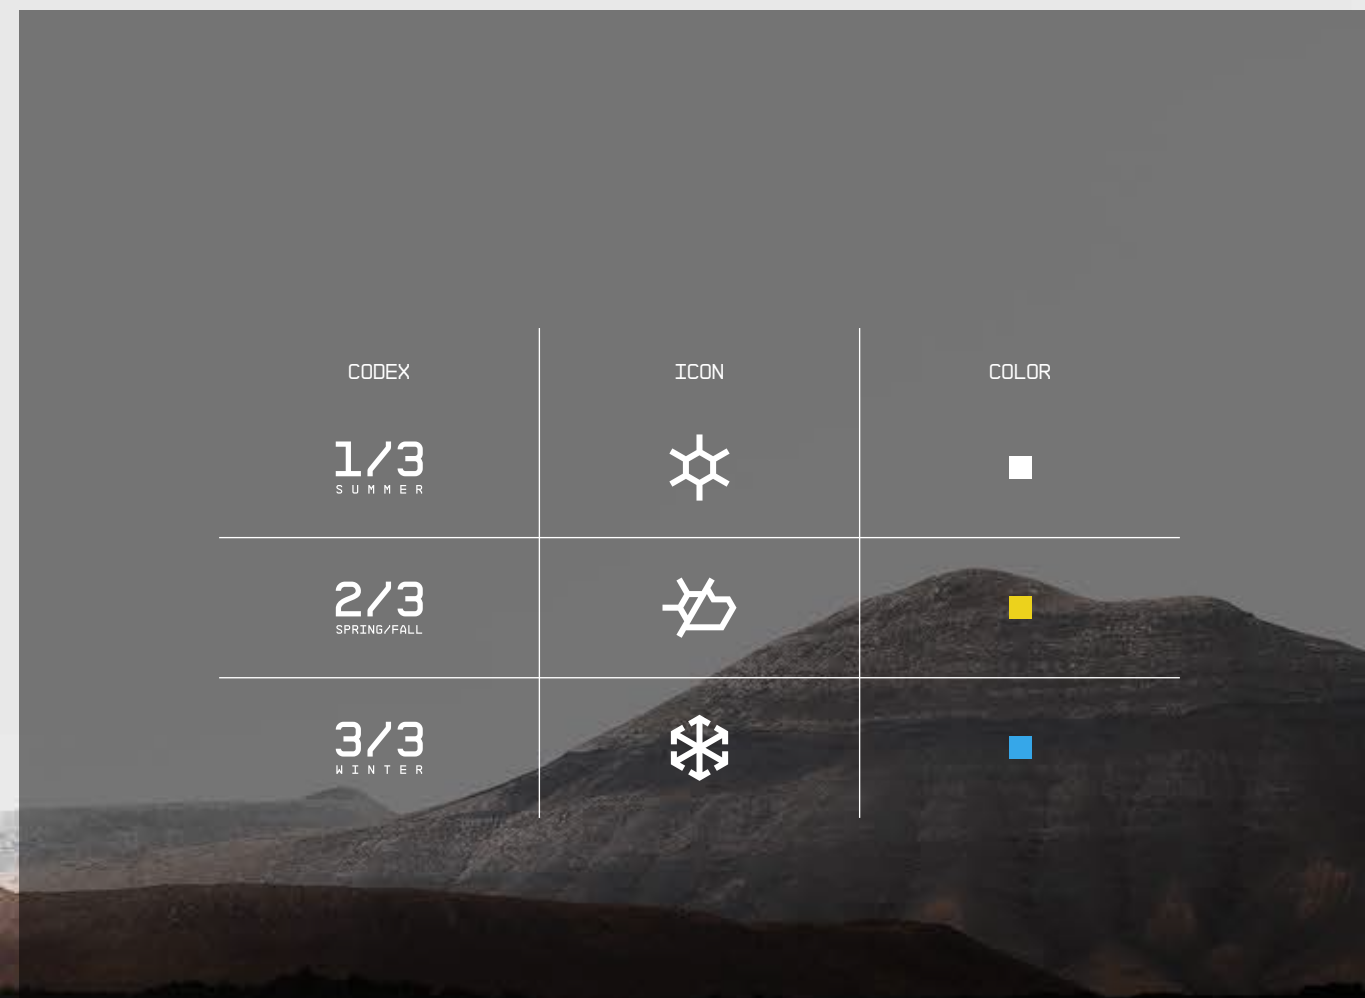 CODEX ICON COLOR
1/3
SUMMER
2/3
SPRING/FALL
3/3
WINTER